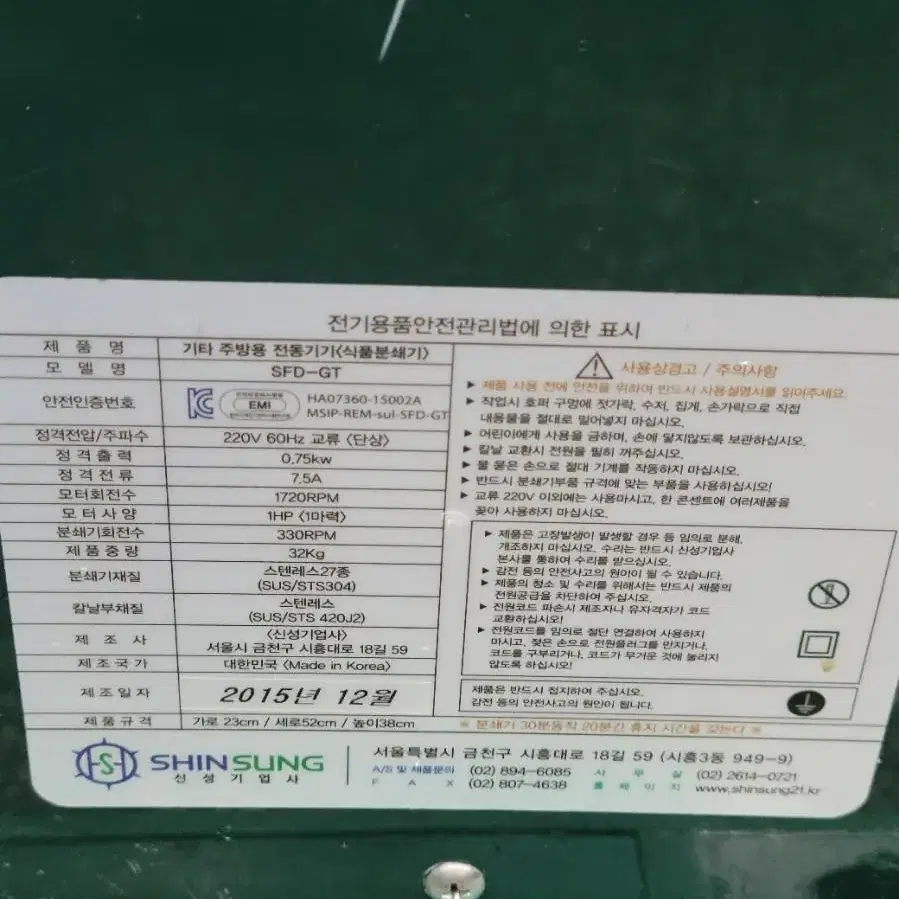 전기용품안전관리법에 의한 표시
제 품 명 기타 주방용 전동기기〈식품분쇄기〉
모 델 명 SFD-GT
안전인증번호 EMI HA07360-15002A
MSIP-REM-sul-SFD-GT
정격전압/주파수 220V 60Hz 교류 〈단상〉
정 격 출 력 0.75kw
정 격 전 류 7.5A
모터회전수 1720RPM
모 터 사 양 1HP 〈1마력〉
분쇄기회전수 330RPM
제 품 중 량 32Kg
분쇄기재질 스텐레스27종
(SUS/STS304)
칼날부채질 스텐레스
(SUS/STS 420J2)
제 조 사 〈신성기업사〉
서울시 금천구 시흥대로 18길 59
제 조 국 가 대한민국 〈Made in Korea〉
제 조 일 자 2015년 12월
제 품 규 격 가로 23cm / 세로52cm / 높이38cm
사용상경고 / 주의사항
▶ 제품 사용 전에 안전을 위하여 반드시 사용설명서를 읽어주세요.
▶ 작업시 호퍼 구멍에 젓가락, 수저, 집게, 손가락으로 직접
내용물을 절대로 밀어넣지 마십시오.
▶ 어린이에게 사용을 금하며, 손에 닿지않도록 보관하십시오.
▶ 칼날 교환시 전원을 필히 꺼주십시오.
▶ 물 묻은 손으로 절대 기계를 작동하지 마십시오.
▶ 반드시 분쇄기부품 규격에 맞는 부품을 사용하십시오!
▶ 교류 220V 이외에는 사용마시고, 한 콘센트에 여러제품을
꽂아 사용하지 마십시오.
▶ 제품은 고장발생이 발생할 경우 등 임의로 분해,
개조하지 마십시오. 수리는 반드시 신성기업사
본사를 통하여 수리를 받으십시오.
▶ 감전 등의 안전사고의 원이이 될 수 있습니다.
▶ 제품의 청소 및 수리를 위해서는 반드시 제품의
전원공급을 차단하여 주십시오.
▶ 전원코드 파손시 제조자나 유자격자가 코드
교환하십시오!
▶ 전원코드를 임의로 절단 연결하여 사용하지
마시고, 젖은 손으로 전원플러그를 만지거나,
코드를 구부리거나, 코드가 무거운 것에 눌리지
않도록 하십시오!
제품은 반드시 접지하여 주십시오.
감전 등의 안전사고의 원인이 됩니다.
※ 분쇄기 30분동작 20분간 휴지 시간을 갖는다 ※
SHINSUNG
신 성 기 업 사
서울특별시 금천구 시흥대로 18길 59 (시흥3동 949-9)
A/S 및 제품문의 (02) 894-6085 사 무 실 (02) 2614-0721
F A X (02) 807-4638 홈 페 이 지 www.shinsung21.kr